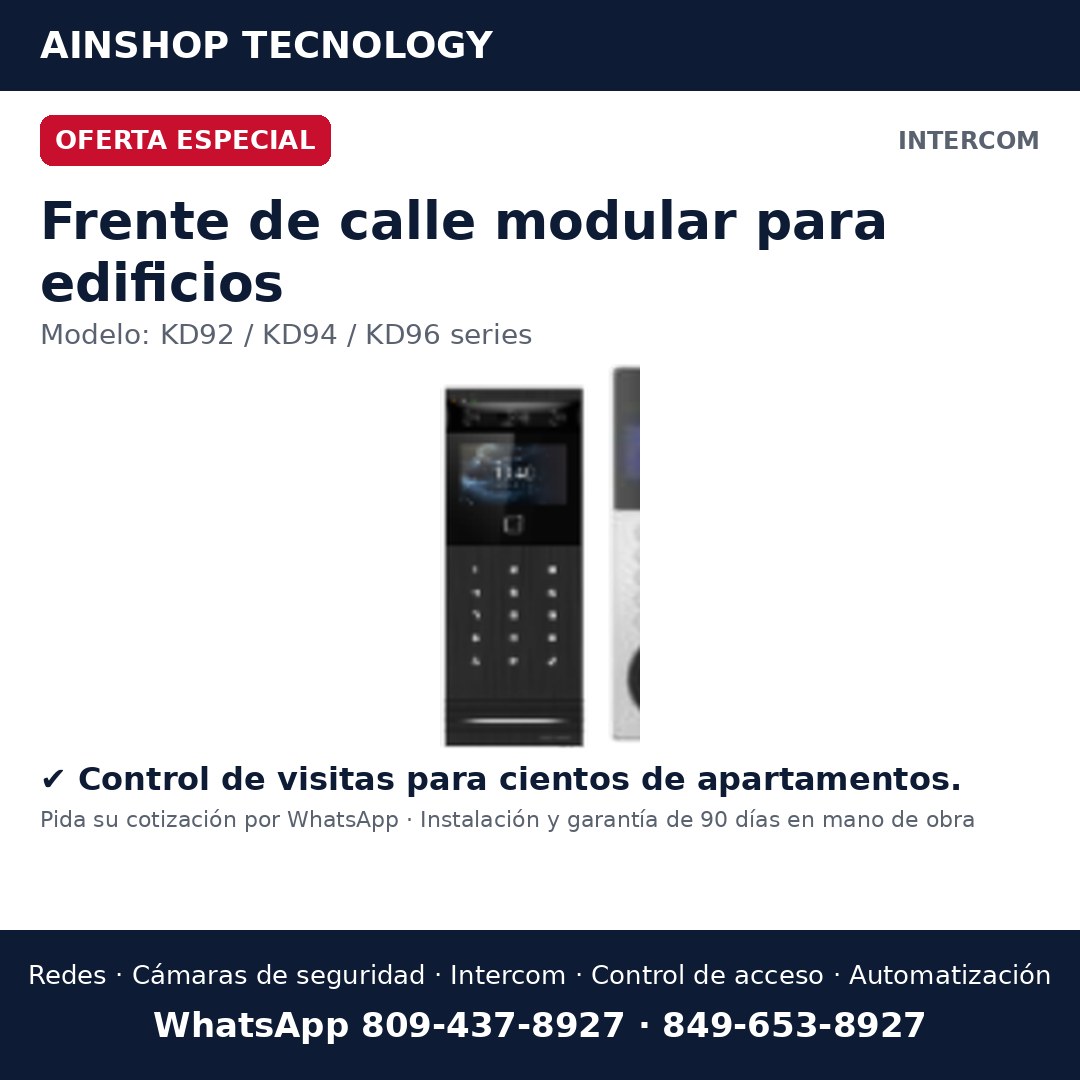 AINSHOP TECNOLOGY
OFERTA ESPECIAL
INTERCOM
Frente de calle modular para
edificios
Modelo: KD92 / KD94 / KD96 series
✔ Control de visitas para cientos de apartamentos.
Pida su cotización por WhatsApp · Instalación y garantía de 90 días en mano de obra
Redes · Cámaras de seguridad · Intercom · Control de acceso · Automatización
WhatsApp 809-437-8927 · 849-653-8927